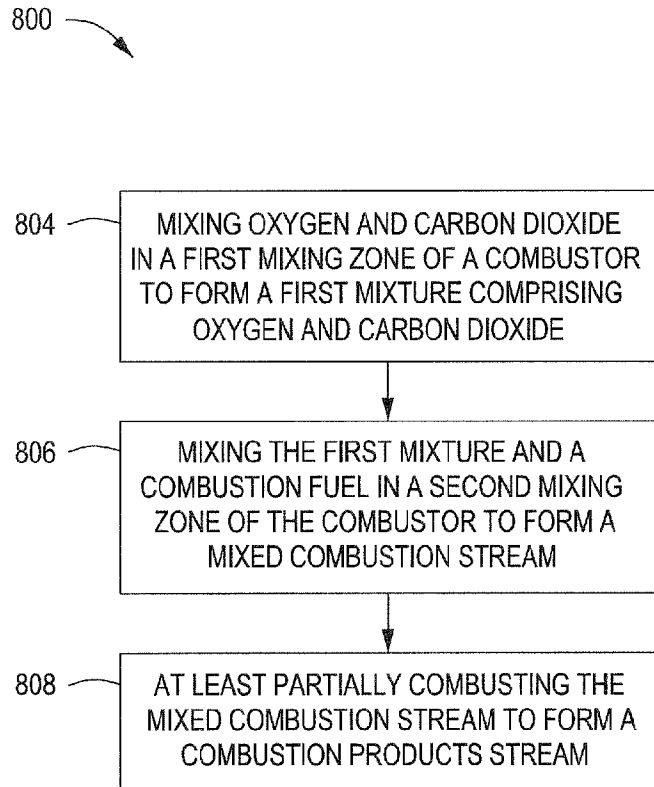 800
804
MIXING OXYGEN AND CARBON DIOXIDE
IN A FIRST MIXING ZONE OF A COMBUSTOR
TO FORM A FIRST MIXTURE COMPRISING
OXYGEN AND CARBON DIOXIDE
806
MIXING THE FIRST MIXTURE AND A
COMBUSTION FUEL IN A SECOND MIXING
ZONE OF THE COMBUSTOR TO FORM A
MIXED COMBUSTION STREAM
808
AT LEAST PARTIALLY COMBUSTING THE
MIXED COMBUSTION STREAM TO FORM A
COMBUSTION PRODUCTS STREAM